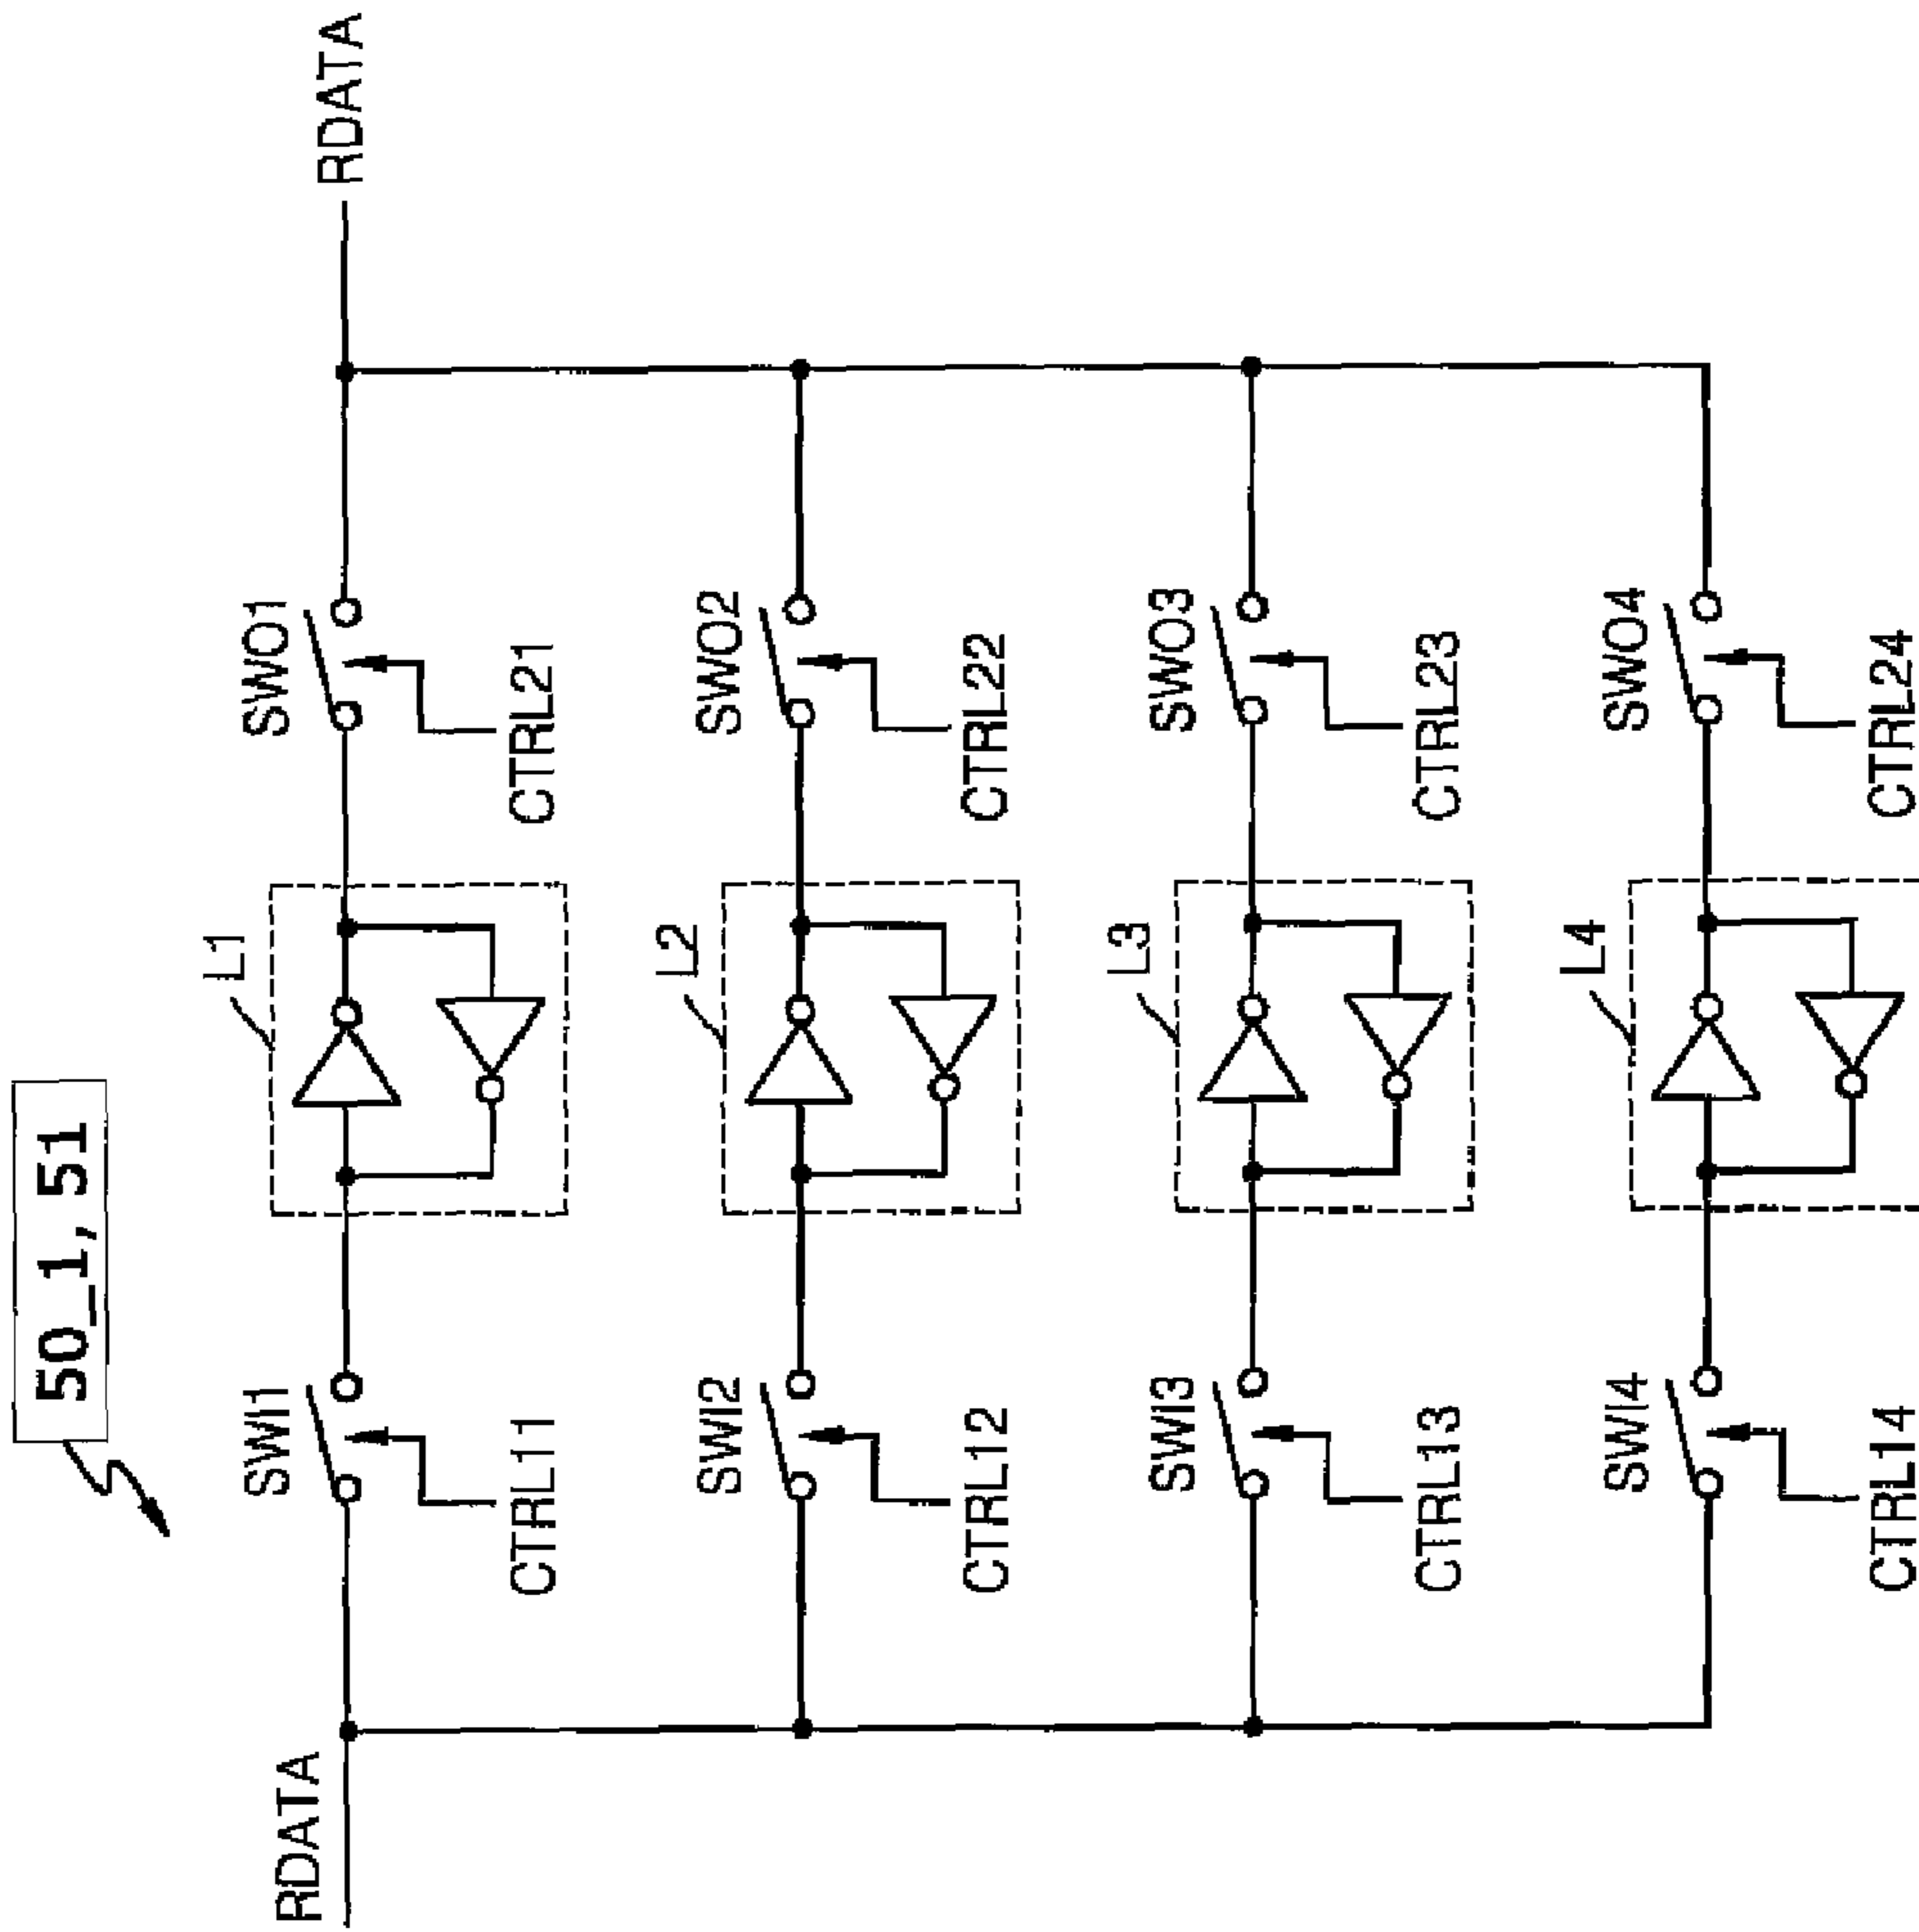 50_1, 51
RDATA
RDATA
SWI1
L1
SWO1
CTRL11
CTRL21
SWI2
L2
SWO2
CTRL12
CTRL22
SWI3
L3
SWO3
CTRL13
CTRL23
SWI4
L4
SWO4
CTRL14
CTRL24